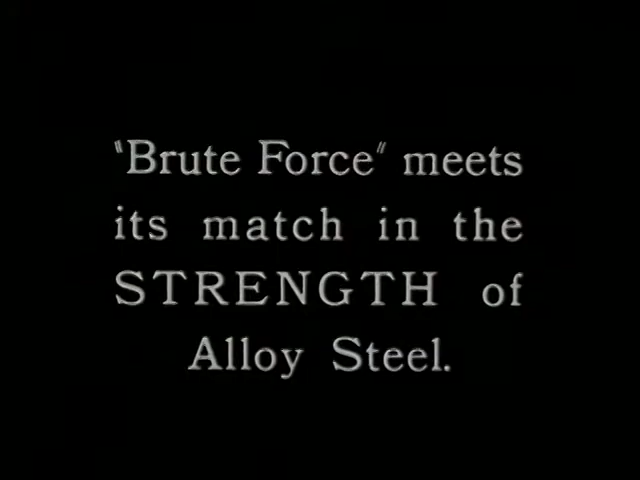 "Brute Force" meets
its match in the
STRENGTH of
Alloy Steel.